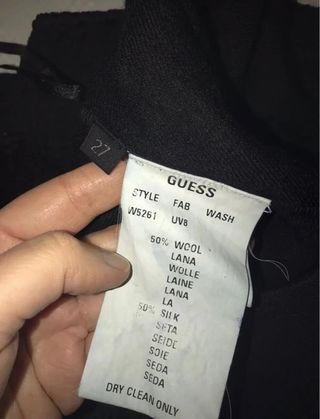 27
GUESS
STYLE FAB WASH
W5261 UV8
50% WOOL
LANA
WOLLE
LAINE
LANA
LA
50% SILK
SETA
SEIDE
SOIE
SEDA
SEDA
DRY CLEAN ONLY